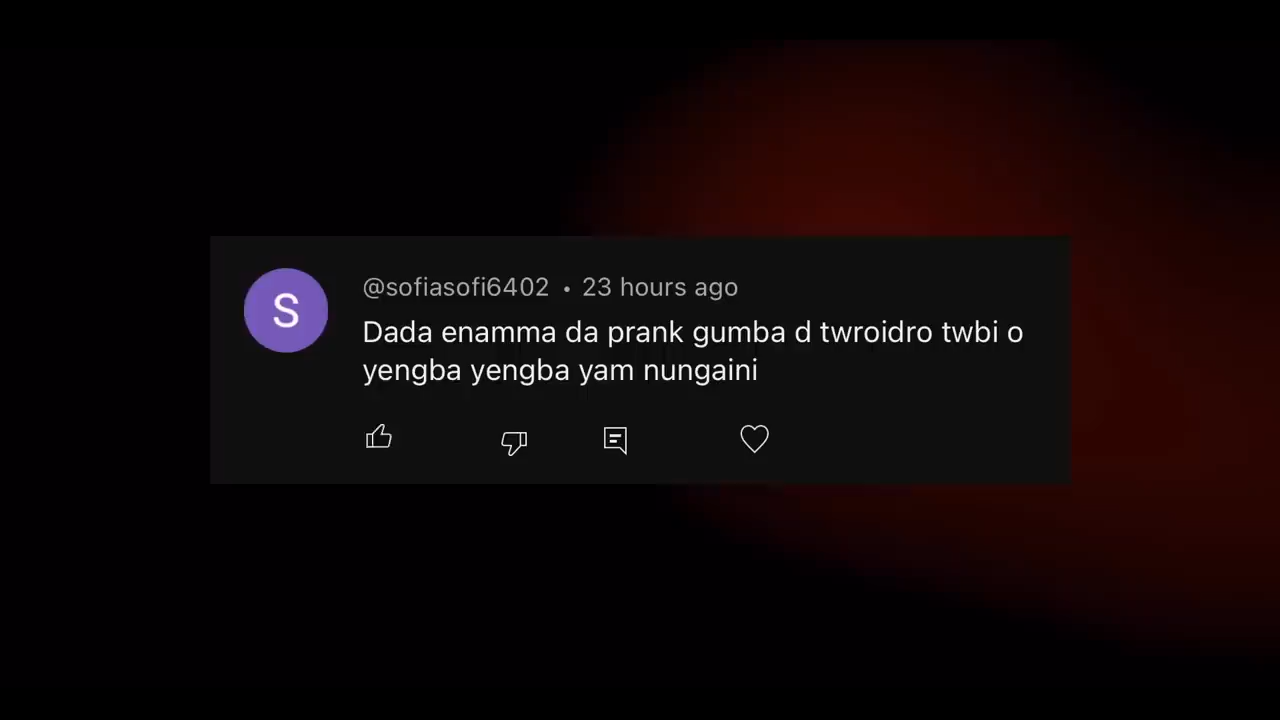 S
@sofiasofi6402 • 23 hours ago
Dada enamma da prank gumba d twroidro twbi o
yengba yengba yam nungaini